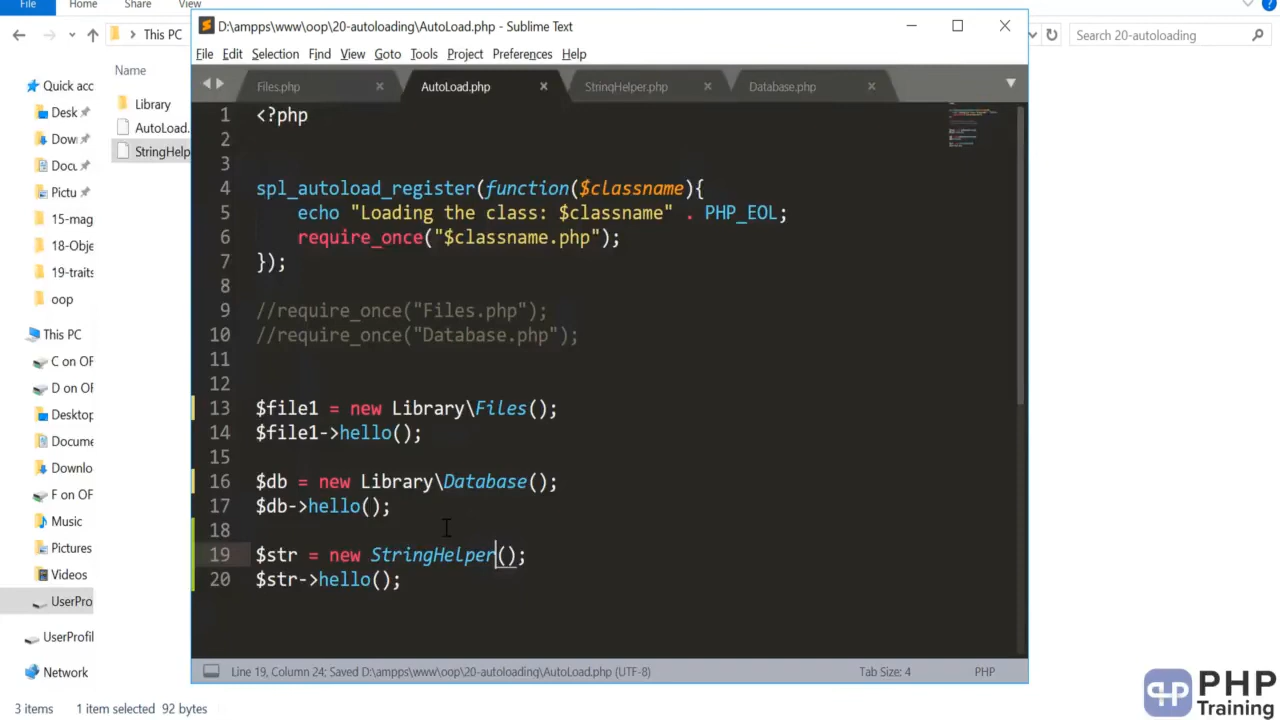 File Home Share View
This PC
Search 20-autoloading
Name
Quick acc
Desk
Dow
Docu
Pictu
15-mag
18-Obje
19-traits
oop
This PC
C on OF
D on OF
Desktop
Docume
Downlo
F on OF
Music
Pictures
Videos
UserPro
UserProfil
Network
Library
AutoLoad.
StringHelp
3 items 1 item selected 92 bytes
D:\ampps\www\oop\20-autoloading\AutoLoad.php - Sublime Text
File Edit Selection Find View Goto Tools Project Preferences Help
Files.php AutoLoad.php StringHelper.php Database.php
1 <?php
2
3
4 spl_autoload_register(function($classname){
5 echo "Loading the class: $classname" . PHP_EOL;
6 require_once("$classname.php");
7 });
8
9 //require_once("Files.php");
10 //require_once("Database.php");
11
12
13 $file1 = new Library\Files();
14 $file1->hello();
15
16 $db = new Library\Database();
17 $db->hello();
18
19 $str = new StringHelper();
20 $str->hello();
Line 19, Column 24; Saved D:\ampps\www\oop\20-autoloading\AutoLoad.php (UTF-8) Tab Size: 4 PHP
PHP
Training